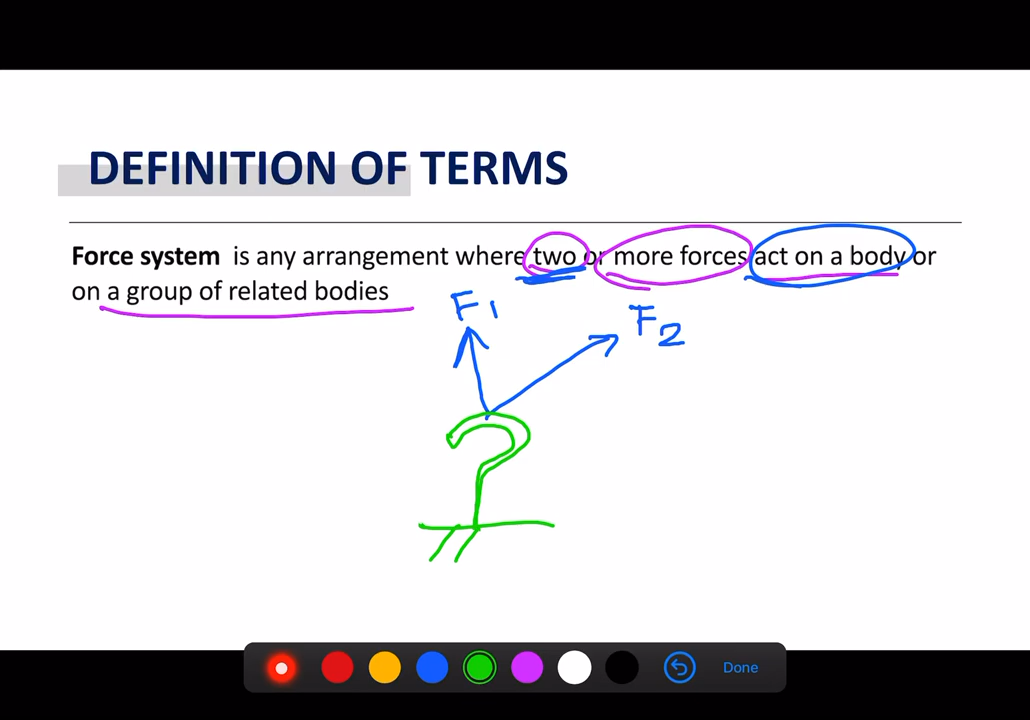 DEFINITION OF TERMS
Force system is any arrangement where two or more forces act on a body or
on a group of related bodies
F1
F2
Done